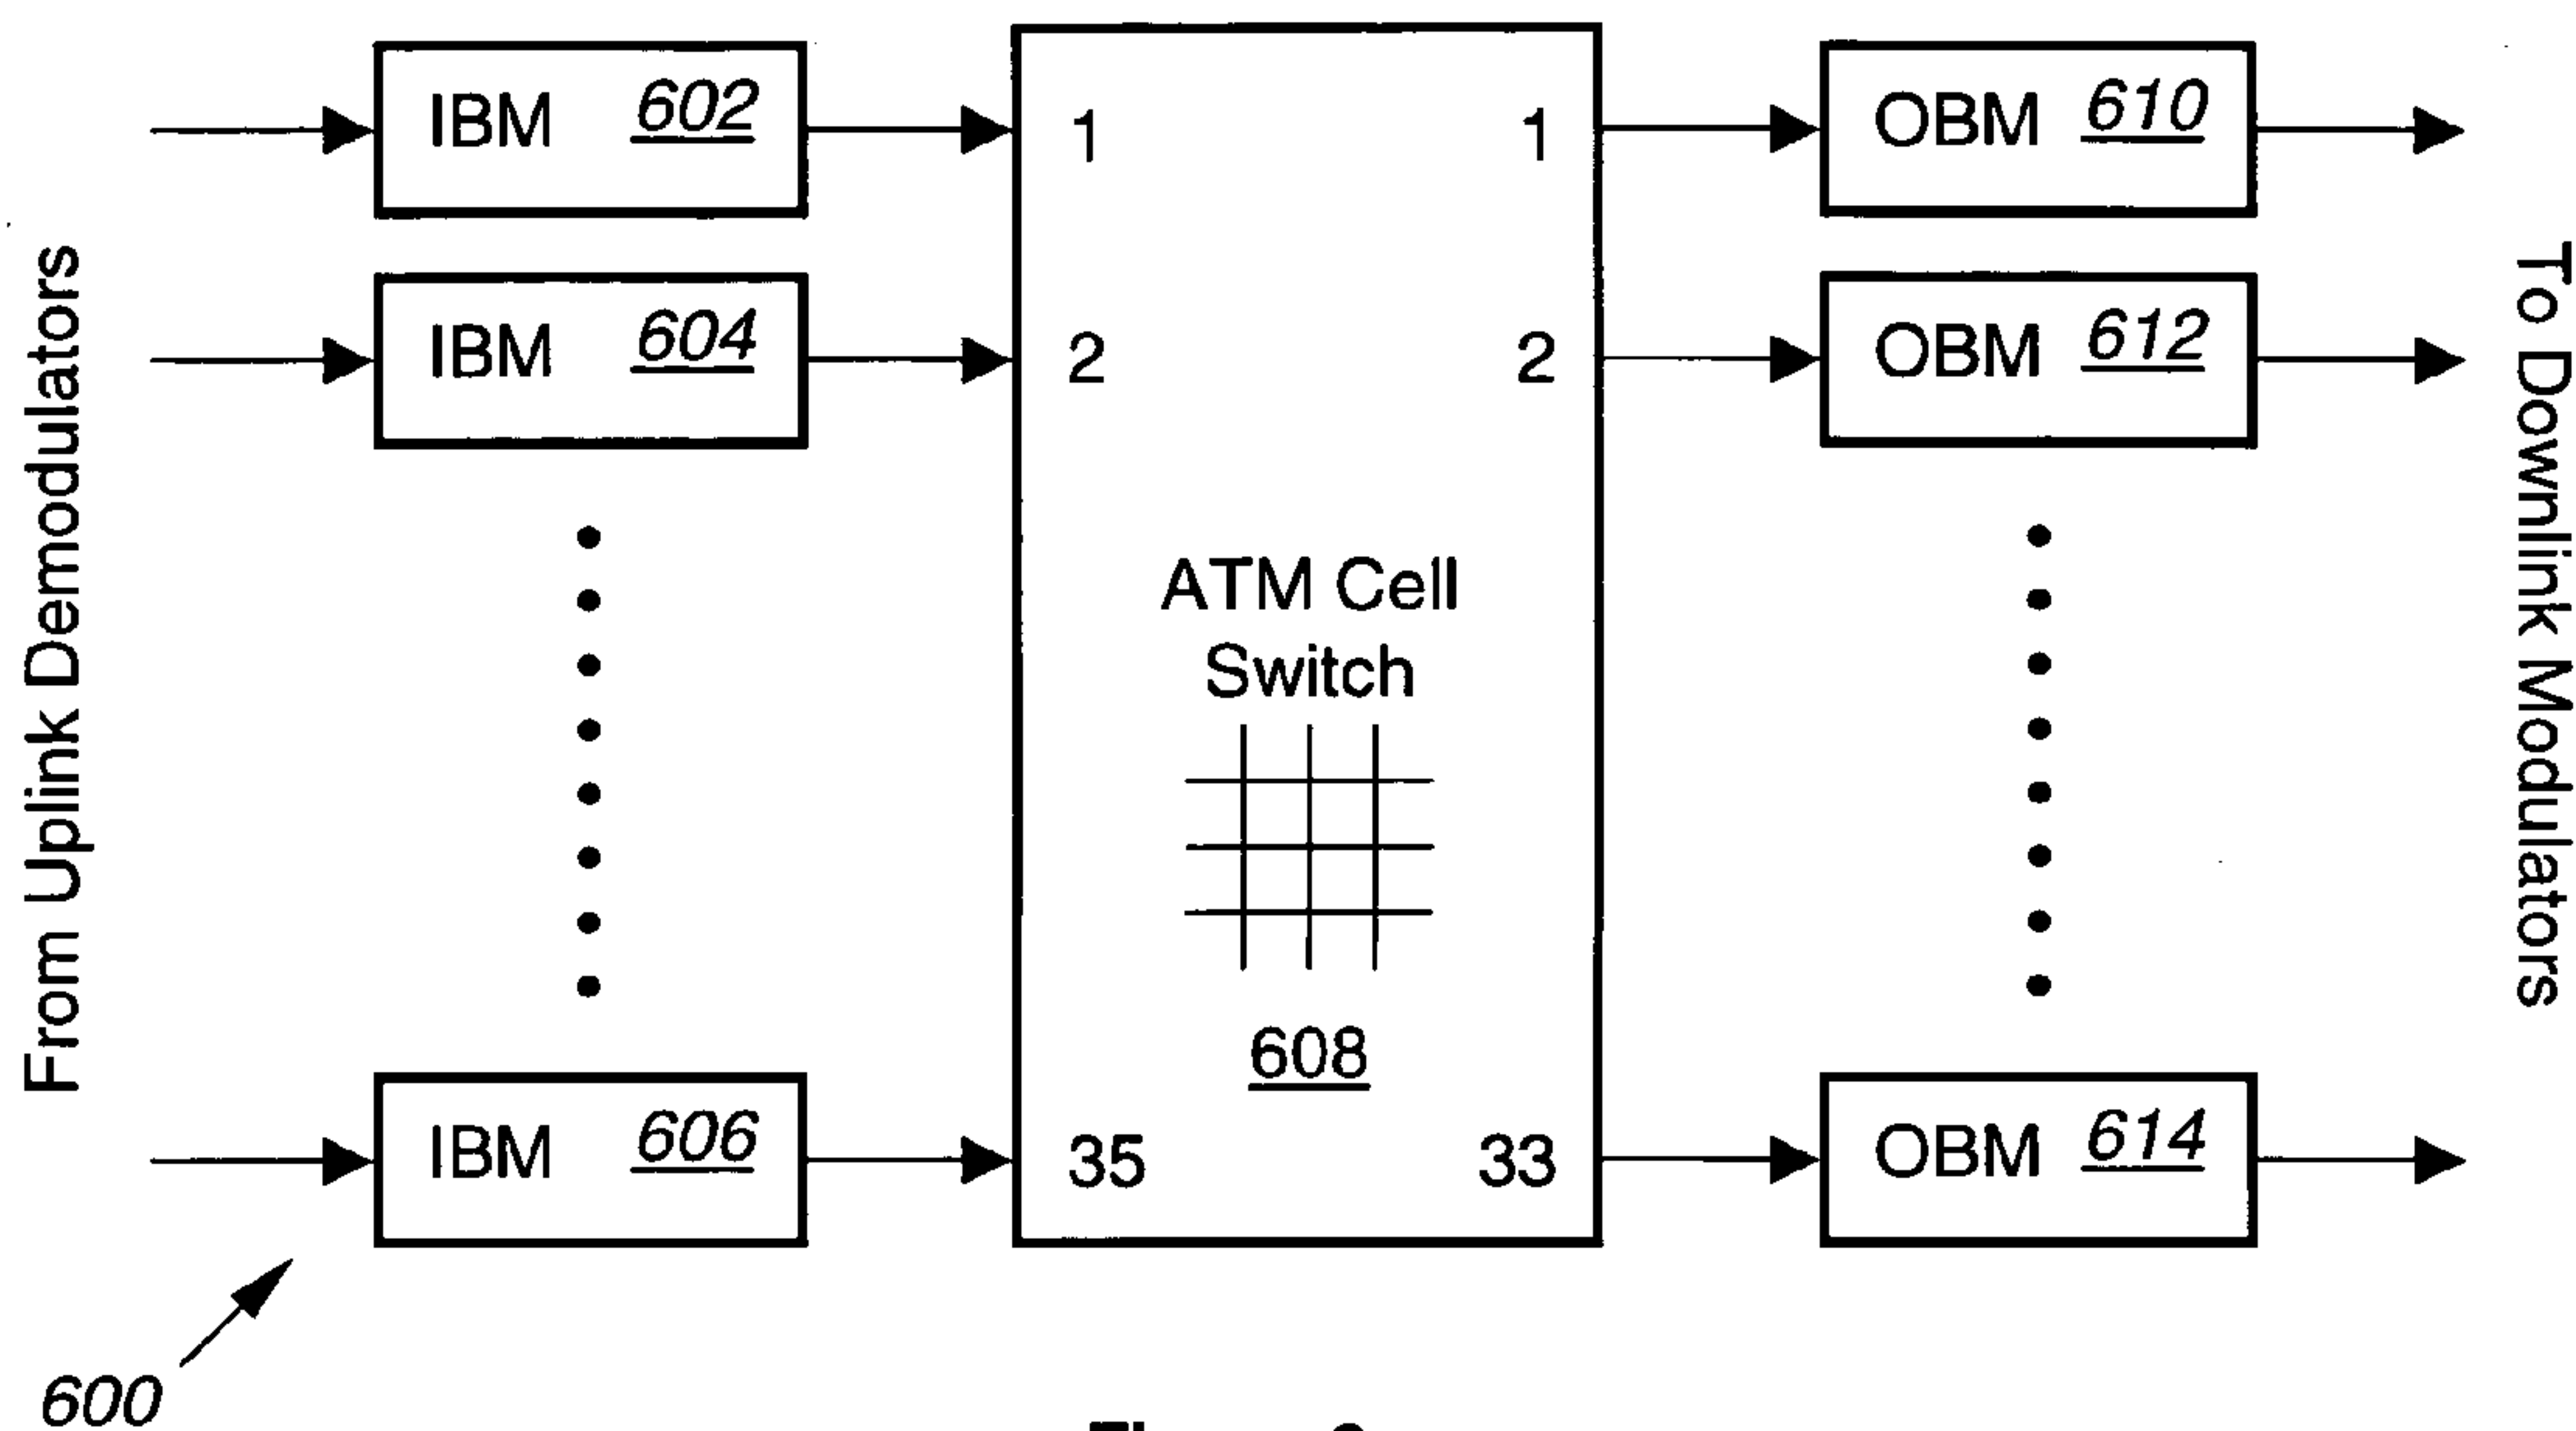 From Uplink Demodulators
IBM 602
IBM 604
IBM 606
1
2
35
ATM Cell
Switch
608
1
2
33
OBM 610
OBM 612
OBM 614
To Downlink Modulators
600